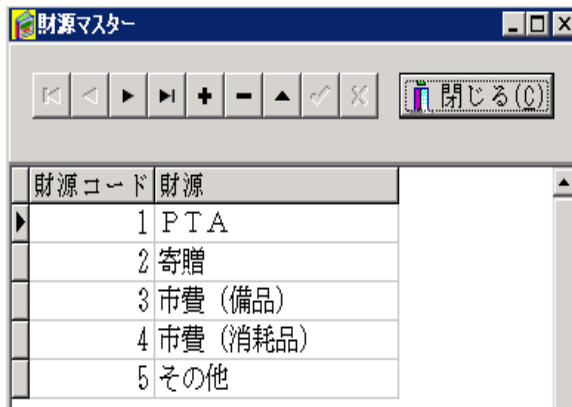 財源マスター
閉じる(C)
財源コード 財源
1 ＰＴＡ
2 寄贈
3 市費（備品）
4 市費（消耗品）
5 その他